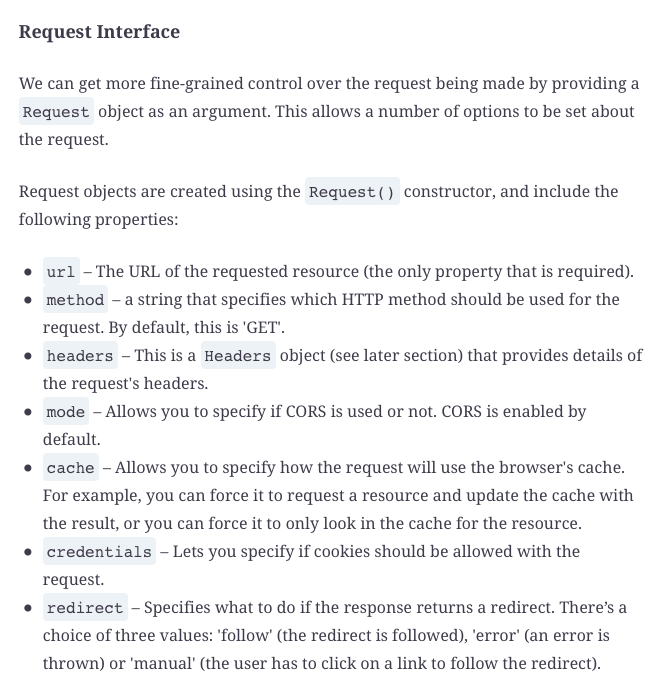 Request Interface
We can get more fine-grained control over the request being made by providing a
Request object as an argument. This allows a number of options to be set about
the request.
Request objects are created using the Request() constructor, and include the
following properties:
● url – The URL of the requested resource (the only property that is required).
● method – a string that specifies which HTTP method should be used for the
request. By default, this is 'GET'.
● headers – This is a Headers object (see later section) that provides details of
the request's headers.
● mode – Allows you to specify if CORS is used or not. CORS is enabled by
default.
● cache – Allows you to specify how the request will use the browser's cache.
For example, you can force it to request a resource and update the cache with
the result, or you can force it to only look in the cache for the resource.
● credentials – Lets you specify if cookies should be allowed with the
request.
● redirect – Specifies what to do if the response returns a redirect. There’s a
choice of three values: 'follow' (the redirect is followed), 'error' (an error is
thrown) or 'manual' (the user has to click on a link to follow the redirect).